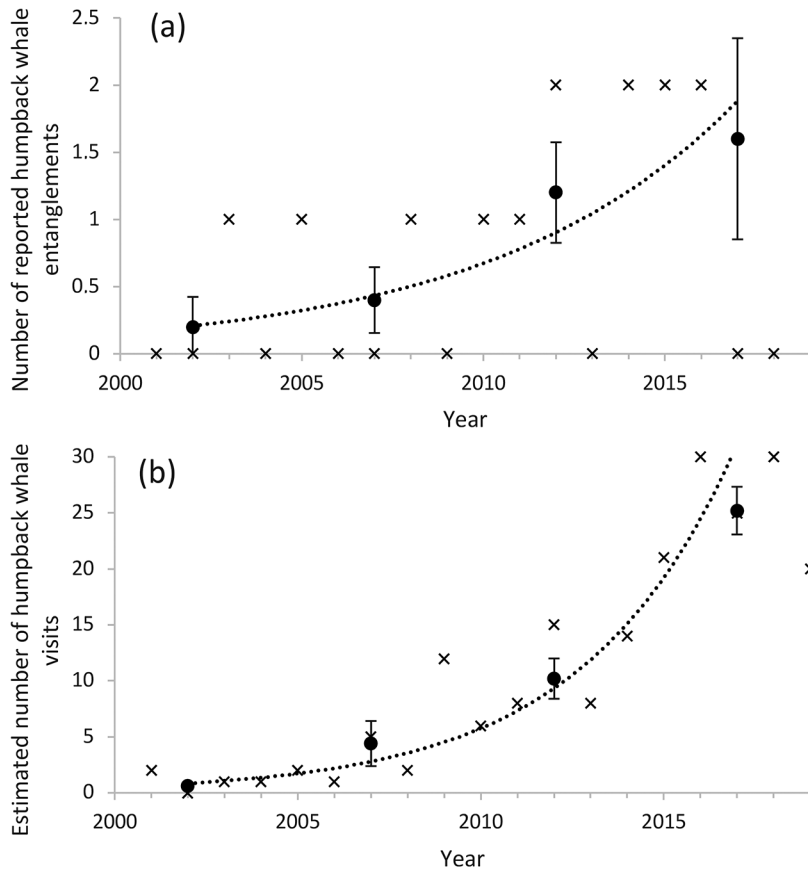 (a)
Number of reported humpback whale
entanglements
2.5
2
1.5
1
0.5
0
2000 2005 2010 2015
Year
(b)
Estimated number of humpback whale
visits
30
25
20
15
10
5
0
2000 2005 2010 2015
Year